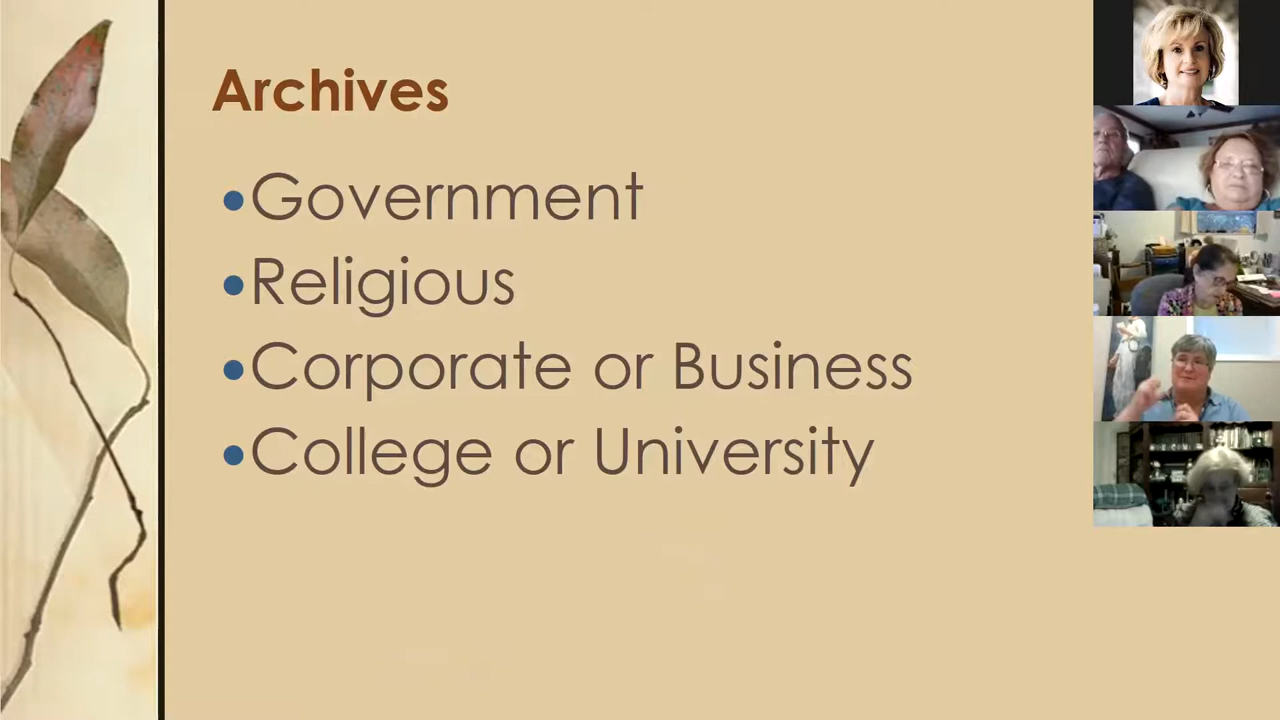 Archives
•Government
•Religious
•Corporate or Business
•College or University